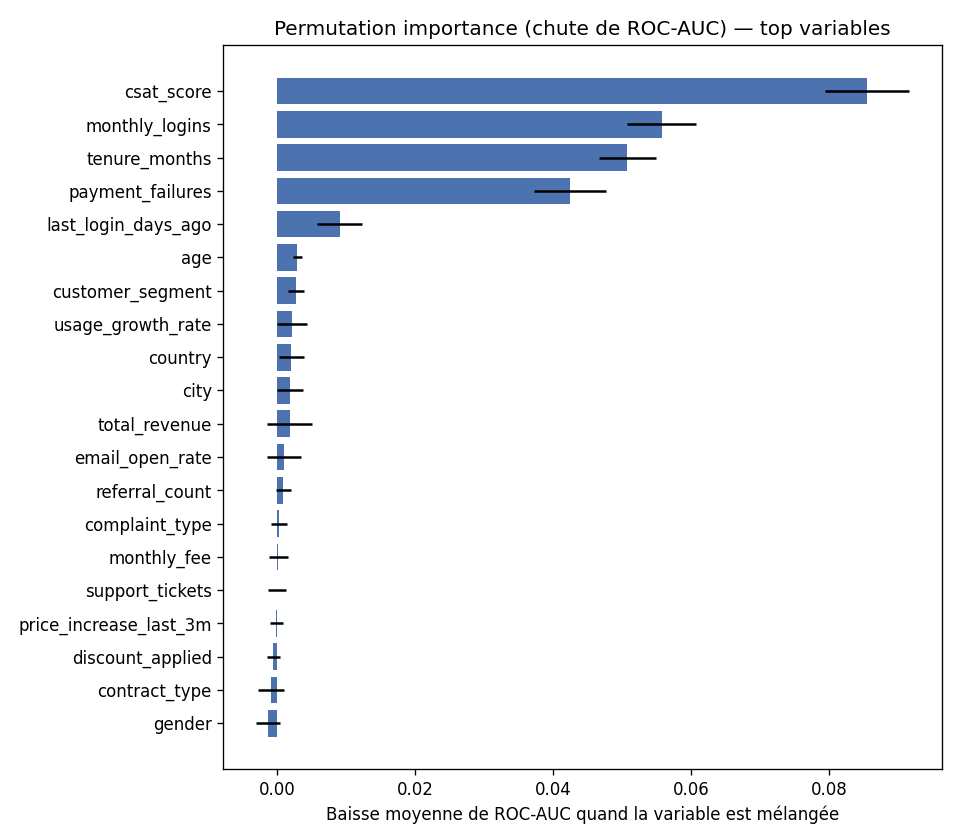 Permutation importance (chute de ROC-AUC) — top variables
csat_score
monthly_logins
tenure_months
payment_failures
last_login_days_ago
age
customer_segment
usage_growth_rate
country
city
total_revenue
email_open_rate
referral_count
complaint_type
monthly_fee
support_tickets
price_increase_last_3m
discount_applied
contract_type
gender
0.00 0.02 0.04 0.06 0.08
Baisse moyenne de ROC-AUC quand la variable est mélangée